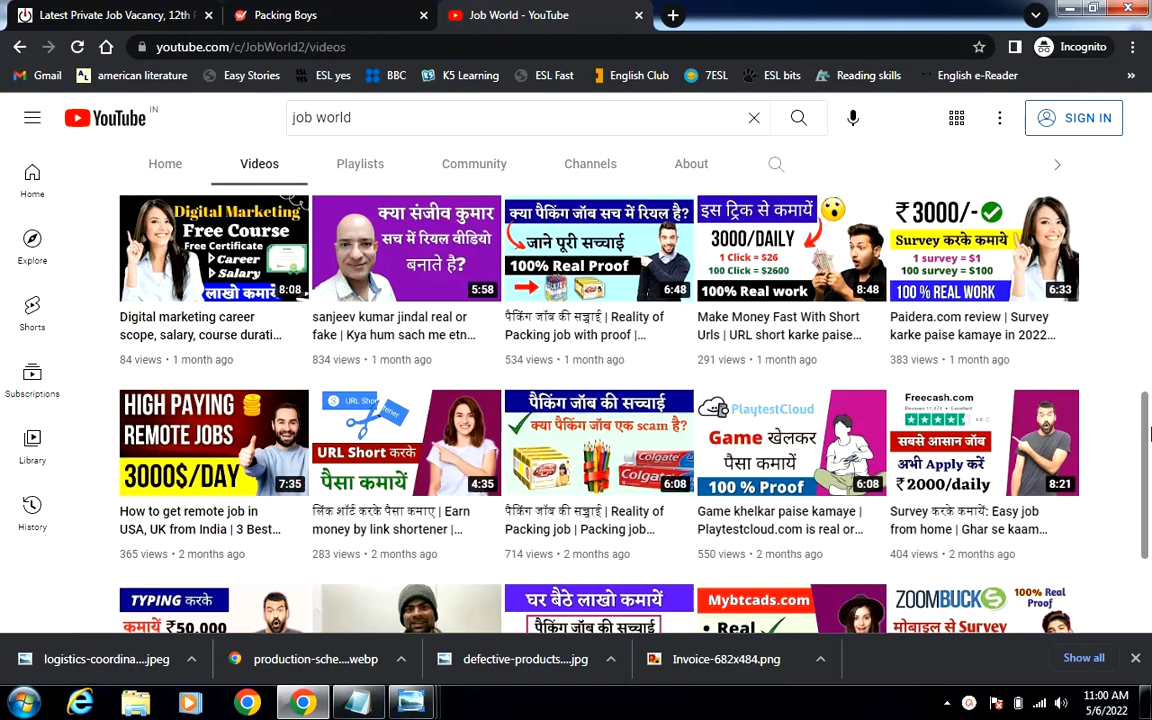 Latest Private Job Vacancy, 12th
Packing Boys
Job World - YouTube
youtube.com/c/JobWorld2/videos
Incognito
Gmail
american literature
Easy Stories
ESL yes
BBC
K5 Learning
ESL Fast
English Club
7ESL
ESL bits
Reading skills
English e-Reader
YouTube IN
job world
SIGN IN
Home
Videos
Playlists
Community
Channels
About
Home
Explore
Shorts
Subscriptions
Library
History
Digital Marketing
Free Course
Free Certificate
Career
Salary
लाखो कमायें
8:08
Digital marketing career
scope, salary, course durati...
84 views • 1 month ago
क्या संजीव कुमार
सच में रियल वीडियो
बनाते है?
5:58
sanjeev kumar jindal real or
fake | Kya hum sach me etn...
834 views • 1 month ago
क्या पैकिंग जॉब सच में रियल है?
जाने पूरी सच्चाई
100% Real Proof
6:48
पैकिंग जॉब की सच्चाई | Reality of
Packing job with proof |...
534 views • 1 month ago
इस ट्रिक से कमायें
3000/DAILY
1 Click = $26
100 Click = $2600
100% Real work
8:48
Make Money Fast With Short
Urls | URL short karke paise...
291 views • 1 month ago
₹3000/-
Survey करके कमाये
1 survey = $1
100 survey = $100
100 % REAL WORK
6:33
Paidera.com review | Survey
karke paise kamaye in 2022...
383 views • 1 month ago
HIGH PAYING
REMOTE JOBS
3000$/DAY
7:35
How to get remote job in
USA, UK from India | 3 Best...
365 views • 2 months ago
URL Shortener
URL Short करके
पैसा कमायें
4:35
लिंक शॉर्ट करके पैसा कमाए | Earn
money by link shortener |...
283 views • 2 months ago
पैकिंग जॉब की सच्चाई
क्या पैकिंग जॉब एक scam है?
Colgate
6:08
पैकिंग जॉब की सच्चाई | Reality of
Packing job | Packing job...
714 views • 2 months ago
PlaytestCloud
Game खेलकर
पैसा कमायें
100 % Proof
6:08
Game khelkar paise kamaye |
Playtestcloud.com is real or...
550 views • 2 months ago
Freecash.com
सबसे आसान जॉब
अभी Apply करें
₹2000/daily
8:21
Survey करके कमायें: Easy job
from home | Ghar se kaam...
404 views • 2 months ago
TYPING करके
कमायें ₹50,000
घर बैठे लाखो कमायें
पैकिंग जॉब की सच्चाई
Mybtcads.com
• Real
ZOOMBUCK$
100% Real
Proof
मोबाइल से Survey
logistics-coordina....jpeg
production-sche....webp
defective-products....jpg
Invoice-682x484.png
Show all
11:00 AM
5/6/2022